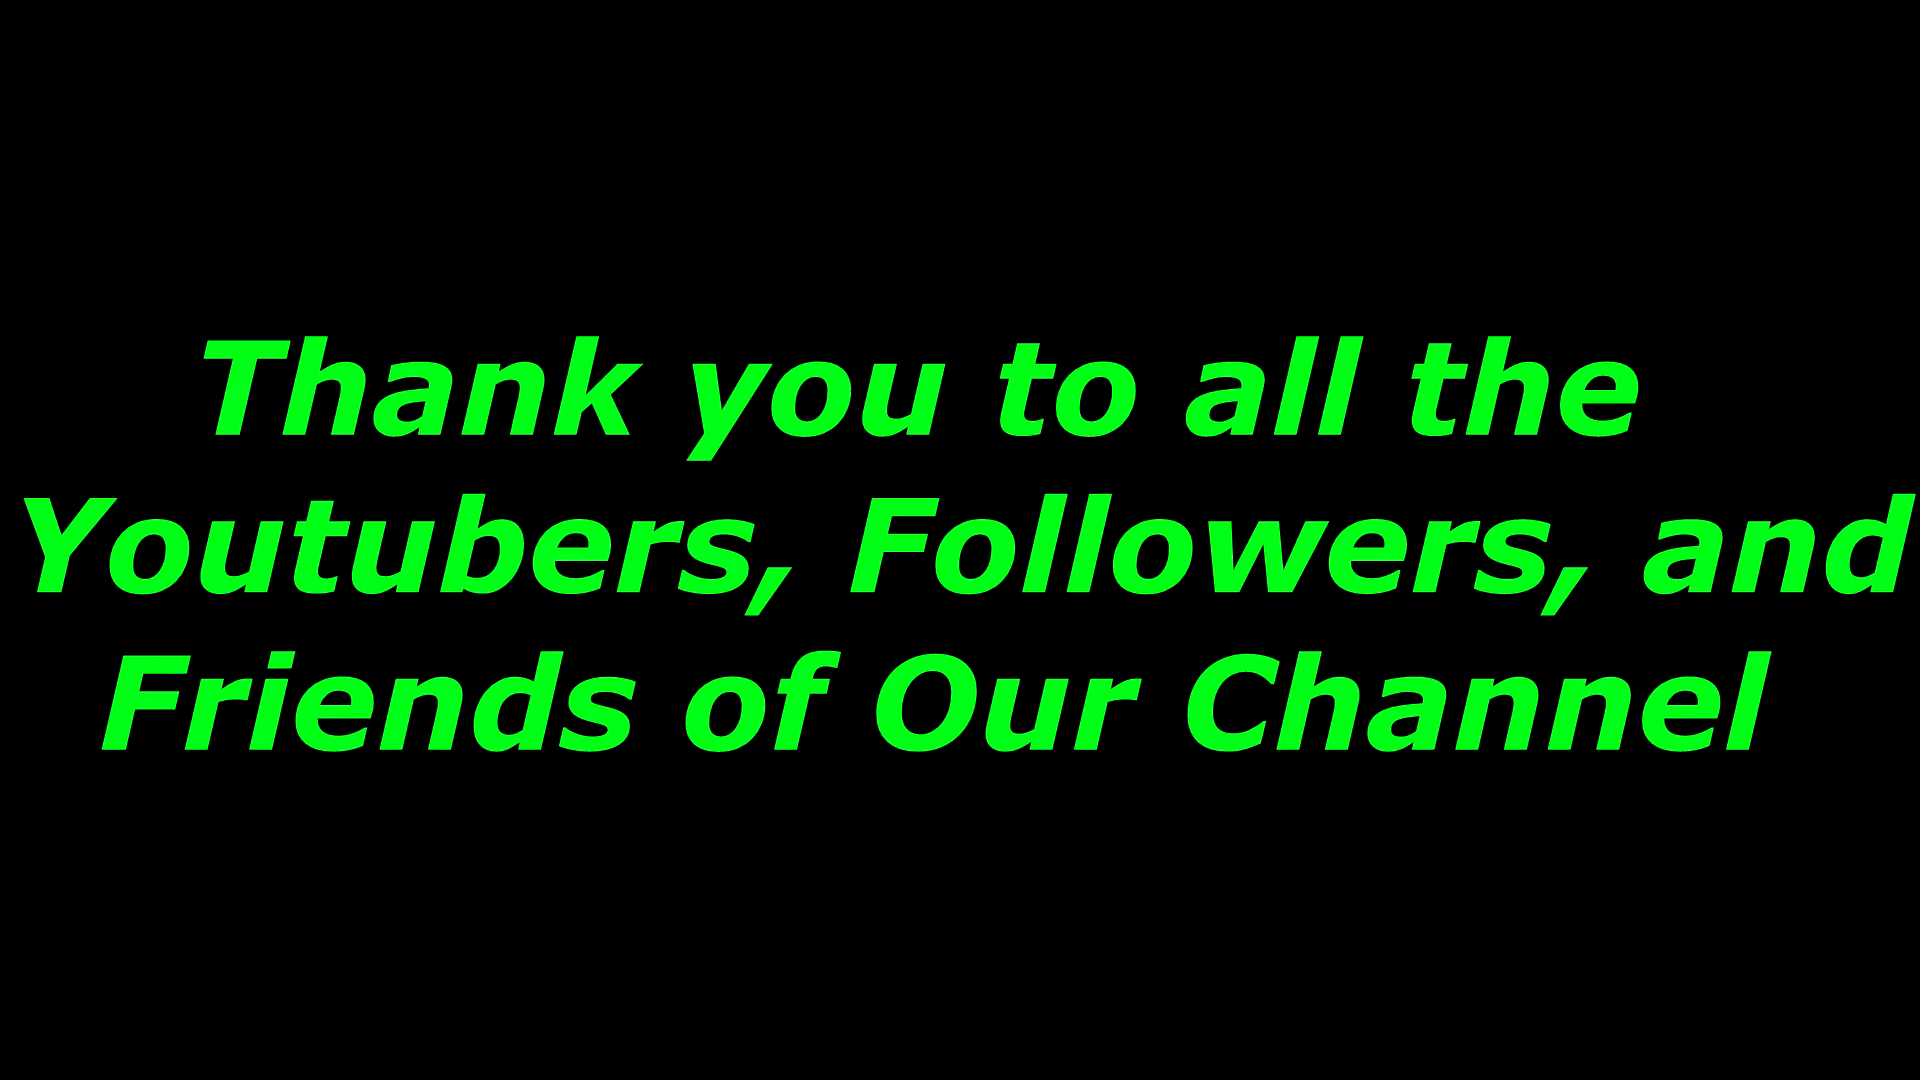 Thank you to all the
Youtubers, Followers, and
Friends of Our Channel